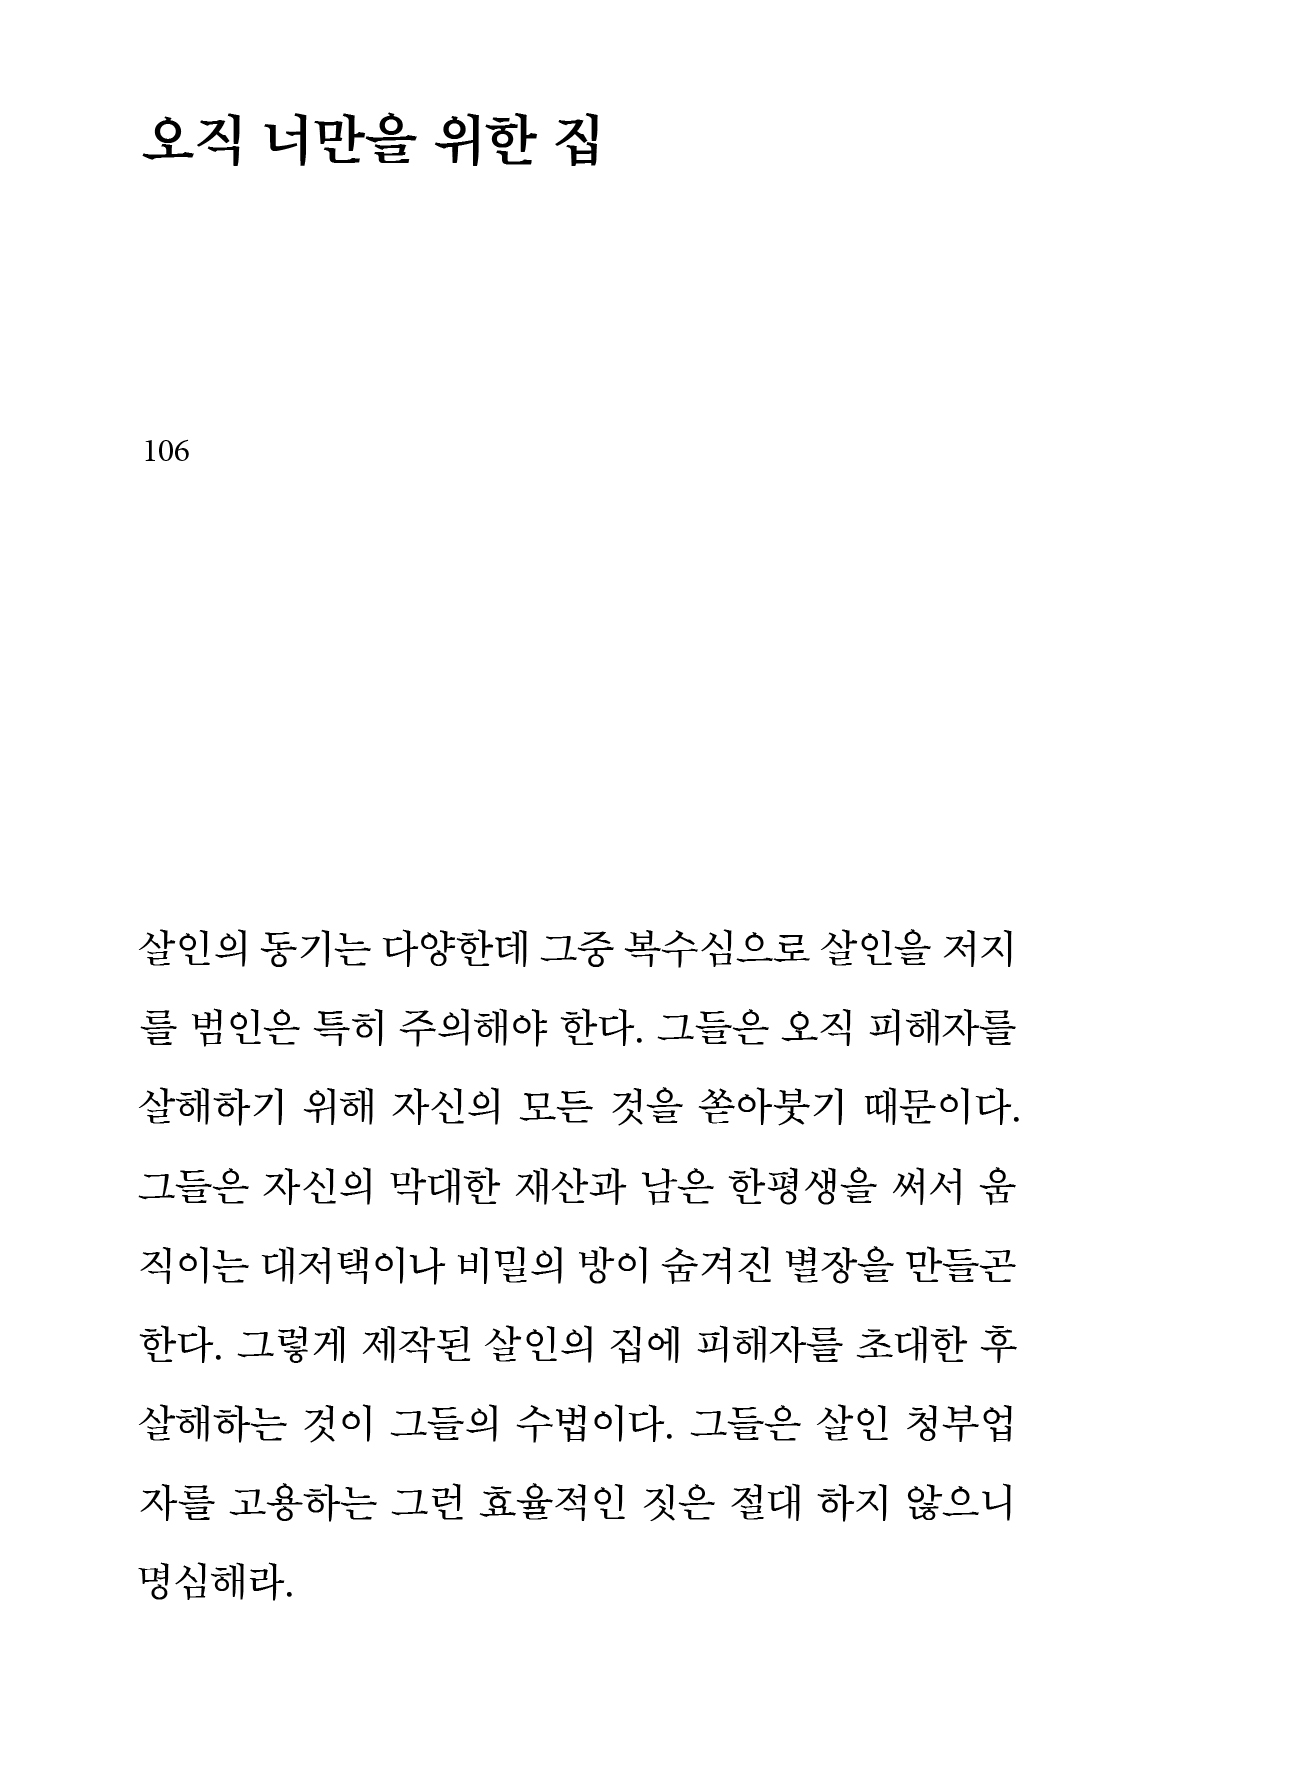 오직 너만을 위한 집
106
살인의 동기는 다양한데 그중 복수심으로 살인을 저지
를 범인은 특히 주의해야 한다. 그들은 오직 피해자를
살해하기 위해 자신의 모든 것을 쏟아붓기 때문이다.
그들은 자신의 막대한 재산과 남은 한평생을 써서 움
직이는 대저택이나 비밀의 방이 숨겨진 별장을 만들곤
한다. 그렇게 제작된 살인의 집에 피해자를 초대한 후
살해하는 것이 그들의 수법이다. 그들은 살인 청부업
자를 고용하는 그런 효율적인 짓은 절대 하지 않으니
명심해라.